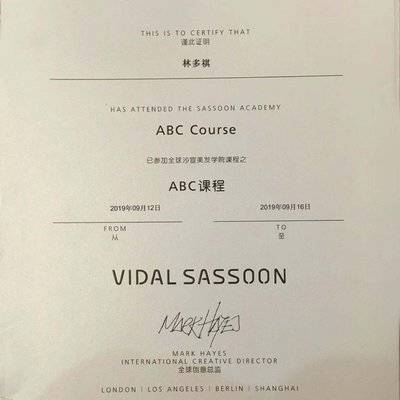 THIS IS TO CERTIFY THAT
谨此证明
林多祺
HAS ATTENDED THE SASSOON ACADEMY
ABC Course
已参加全球沙宣美发学院课程之
ABC课程
2019年09月12日 2019年09月16日
FROM TO
从 至
VIDAL SASSOON
MARK HAYES
MARK HAYES
INTERNATIONAL CREATIVE DIRECTOR
全球创意总监
LONDON | LOS ANGELES | BERLIN | SHANGHAI